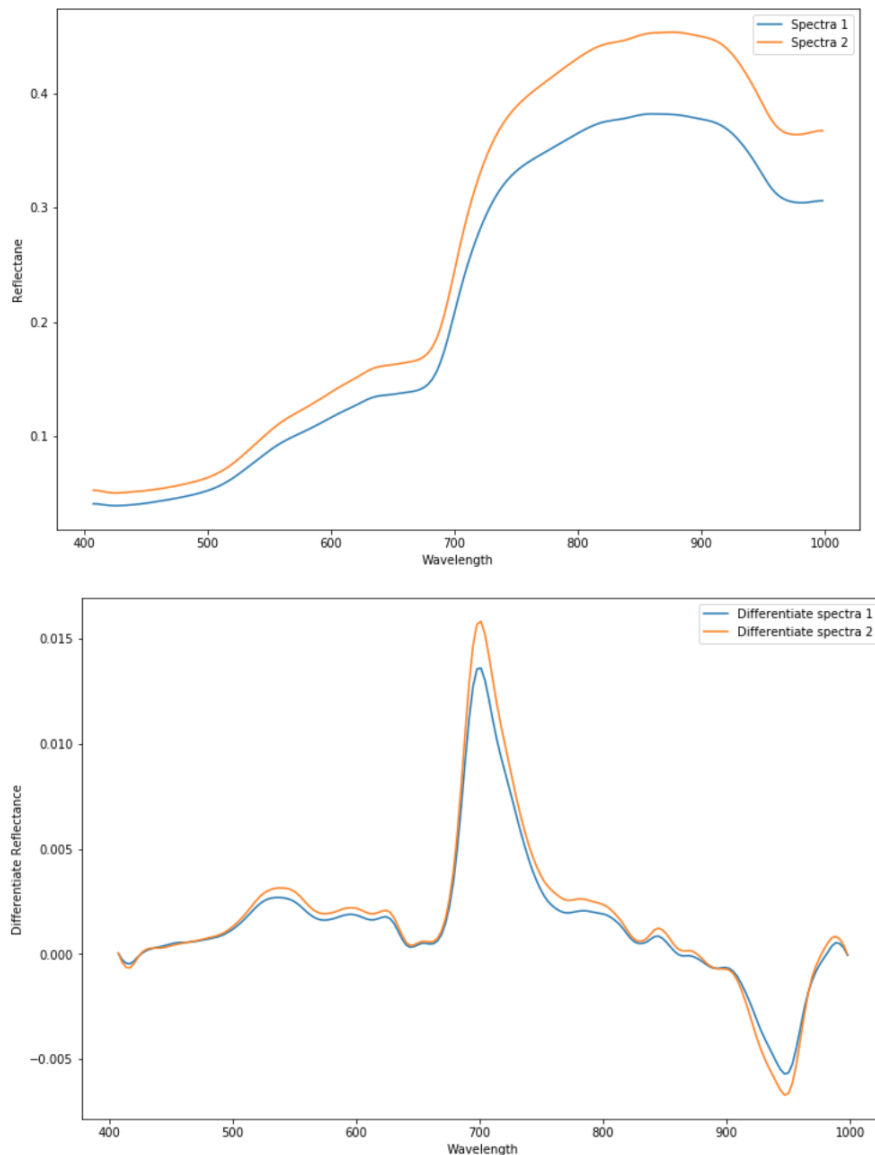 Spectra 1
Spectra 2
0.4
0.3
0.2
0.1
Reflectane
400 500 600 700 800 900 1000
Wavelength
Differentiate spectra 1
Differentiate spectra 2
0.015
0.010
0.005
0.000
−0.005
Differentiate Reflectance
400 500 600 700 800 900 1000
Wavelength